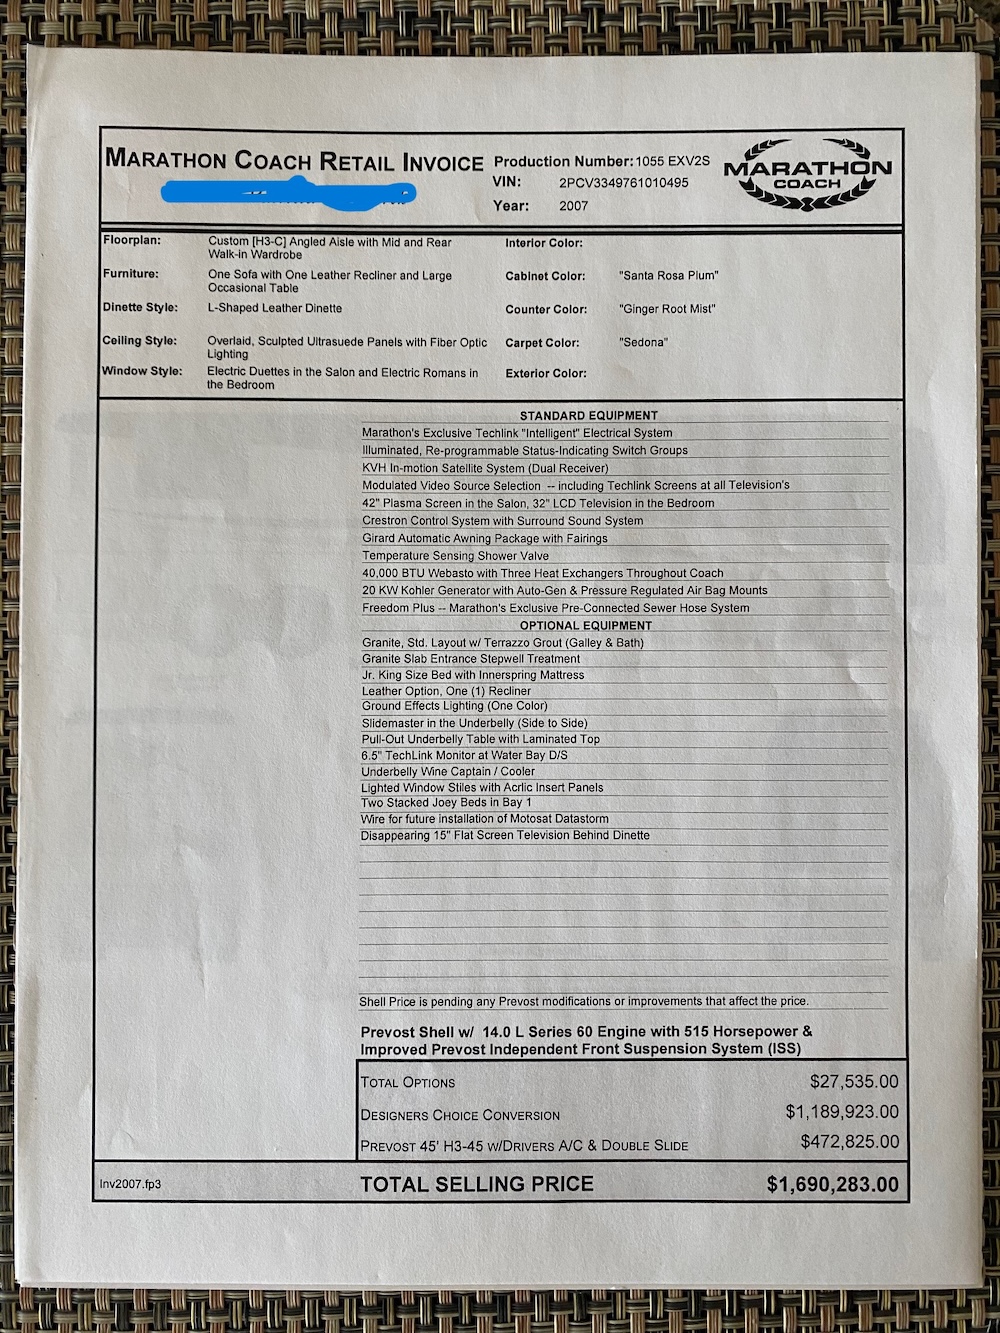 MARATHON COACH RETAIL INVOICE
Production Number: 1055 EXV2S
VIN: 2PCV3349761010495
Year: 2007
MARATHON
COACH
Floorplan: Custom [H3-C] Angled Aisle with Mid and Rear
Walk-in Wardrobe
Furniture: One Sofa with One Leather Recliner and Large
Occasional Table
Dinette Style: L-Shaped Leather Dinette
Ceiling Style: Overlaid, Sculpted Ultrasuede Panels with Fiber Optic
Lighting
Window Style: Electric Duettes in the Salon and Electric Romans in
the Bedroom
Interior Color:
Cabinet Color: "Santa Rosa Plum"
Counter Color: "Ginger Root Mist"
Carpet Color: "Sedona"
Exterior Color:
STANDARD EQUIPMENT
Marathon's Exclusive Techlink "Intelligent" Electrical System
Illuminated, Re-programmable Status-Indicating Switch Groups
KVH In-motion Satellite System (Dual Receiver)
Modulated Video Source Selection -- including Techlink Screens at all Television's
42" Plasma Screen in the Salon, 32" LCD Television in the Bedroom
Crestron Control System with Surround Sound System
Girard Automatic Awning Package with Fairings
Temperature Sensing Shower Valve
40,000 BTU Webasto with Three Heat Exchangers Throughout Coach
20 KW Kohler Generator with Auto-Gen & Pressure Regulated Air Bag Mounts
Freedom Plus -- Marathon's Exclusive Pre-Connected Sewer Hose System
OPTIONAL EQUIPMENT
Granite, Std. Layout w/ Terrazzo Grout (Galley & Bath)
Granite Slab Entrance Stepwell Treatment
Jr. King Size Bed with Innerspring Mattress
Leather Option, One (1) Recliner
Ground Effects Lighting (One Color)
Slidemaster in the Underbelly (Side to Side)
Pull-Out Underbelly Table with Laminated Top
6.5" TechLink Monitor at Water Bay D/S
Underbelly Wine Captain / Cooler
Lighted Window Stiles with Acrlic Insert Panels
Two Stacked Joey Beds in Bay 1
Wire for future installation of Motosat Datastorm
Disappearing 15" Flat Screen Television Behind Dinette
Shell Price is pending any Prevost modifications or improvements that affect the price.
Prevost Shell w/ 14.0 L Series 60 Engine with 515 Horsepower &
Improved Prevost Independent Front Suspension System (ISS)
TOTAL OPTIONS $27,535.00
DESIGNERS CHOICE CONVERSION $1,189,923.00
PREVOST 45' H3-45 W/DRIVERS A/C & DOUBLE SLIDE $472,825.00
Inv2007.fp3
TOTAL SELLING PRICE $1,690,283.00